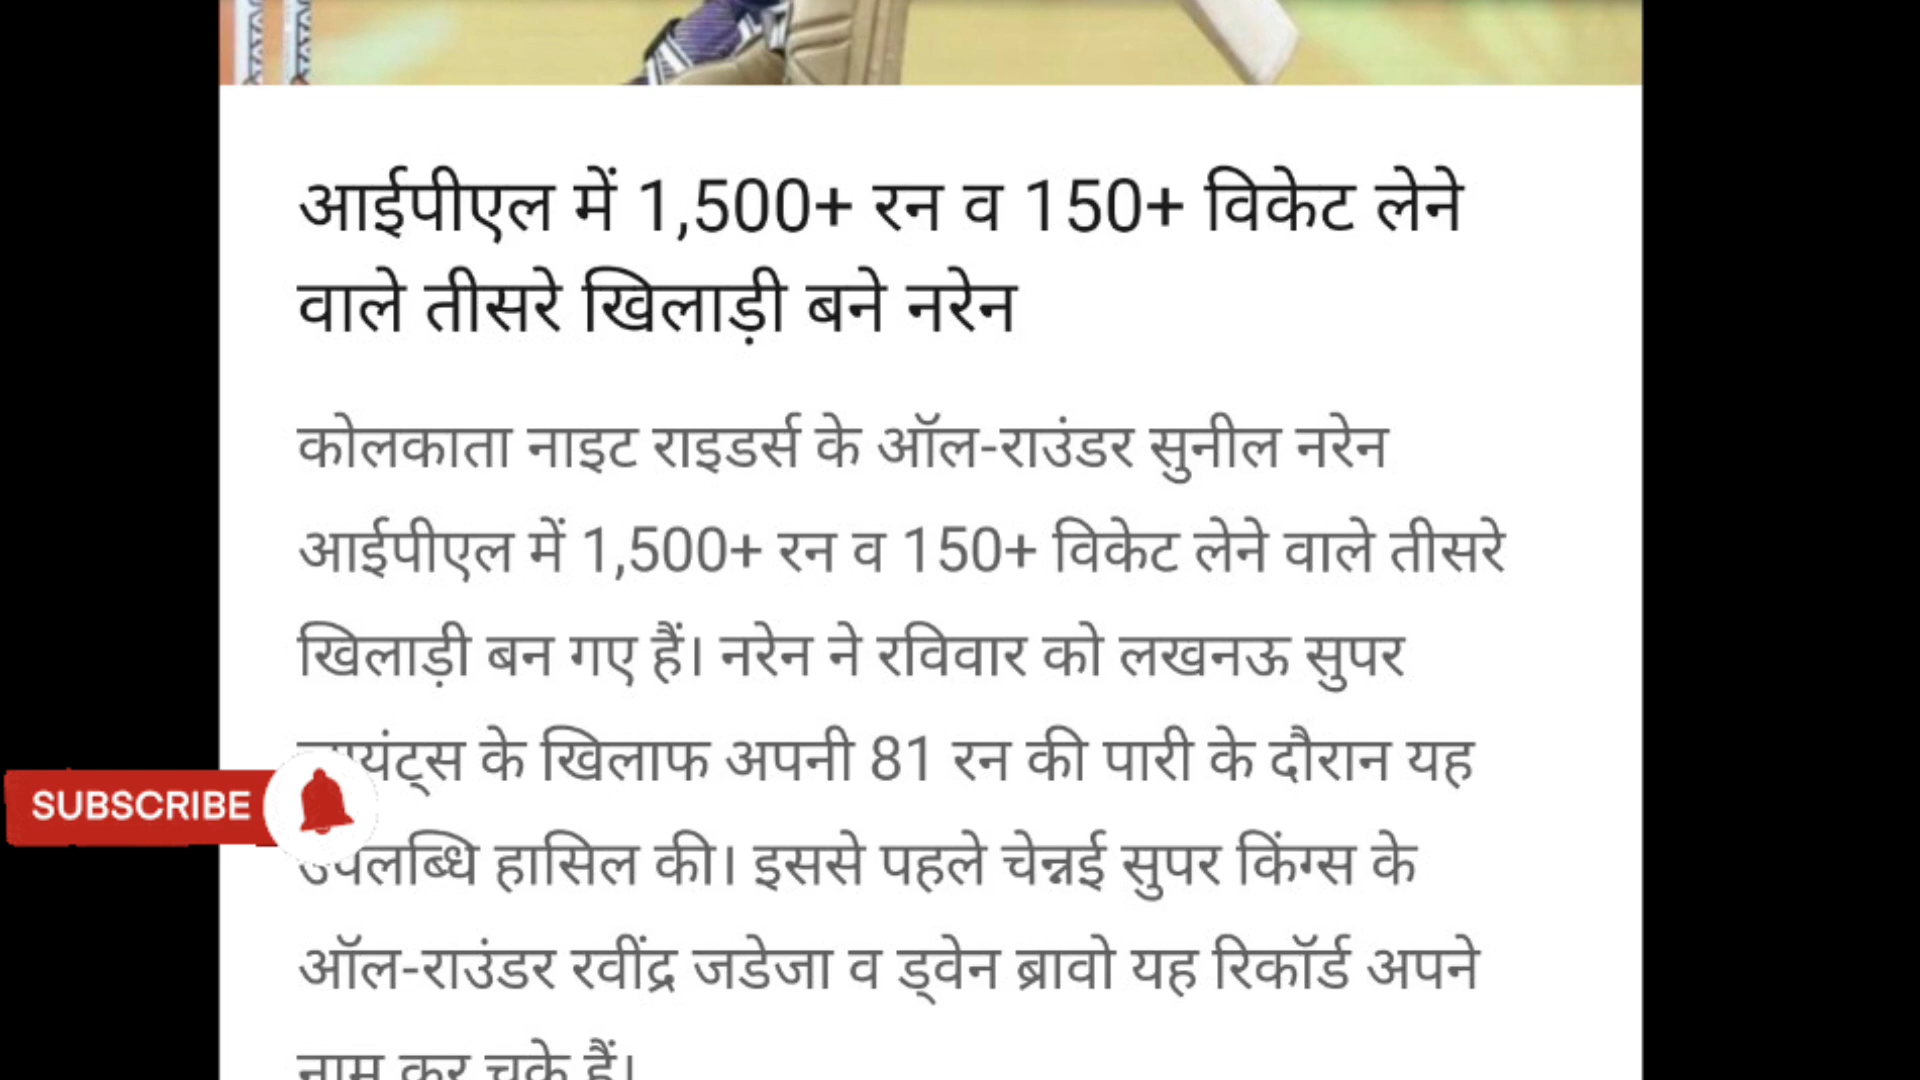 आईपीएल में 1,500+ रन व 150+ विकेट लेने
वाले तीसरे खिलाड़ी बने नरेन
कोलकाता नाइट राइडर्स के ऑल-राउंडर सुनील नरेन
आईपीएल में 1,500+ रन व 150+ विकेट लेने वाले तीसरे
खिलाड़ी बन गए हैं। नरेन ने रविवार को लखनऊ सुपर
के खिलाफ अपनी 81 रन की पारी के दौरान यह
SUBSCRIBE
उपलब्धि हासिल की। इससे पहले चेन्नई सुपर किंग्स के
ऑल-राउंडर रवींद्र जडेजा व ड्वेन ब्रावो यह रिकॉर्ड अपने
नाम कर चुके हैं।